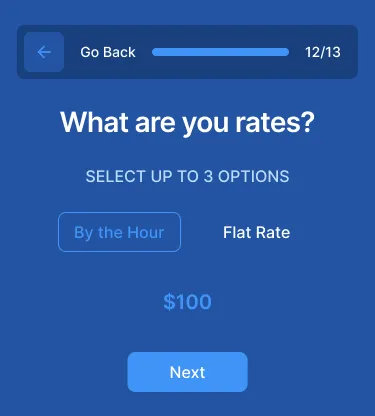 Go Back 12/13
What are you rates?
SELECT UP TO 3 OPTIONS
By the Hour Flat Rate
$100
Next